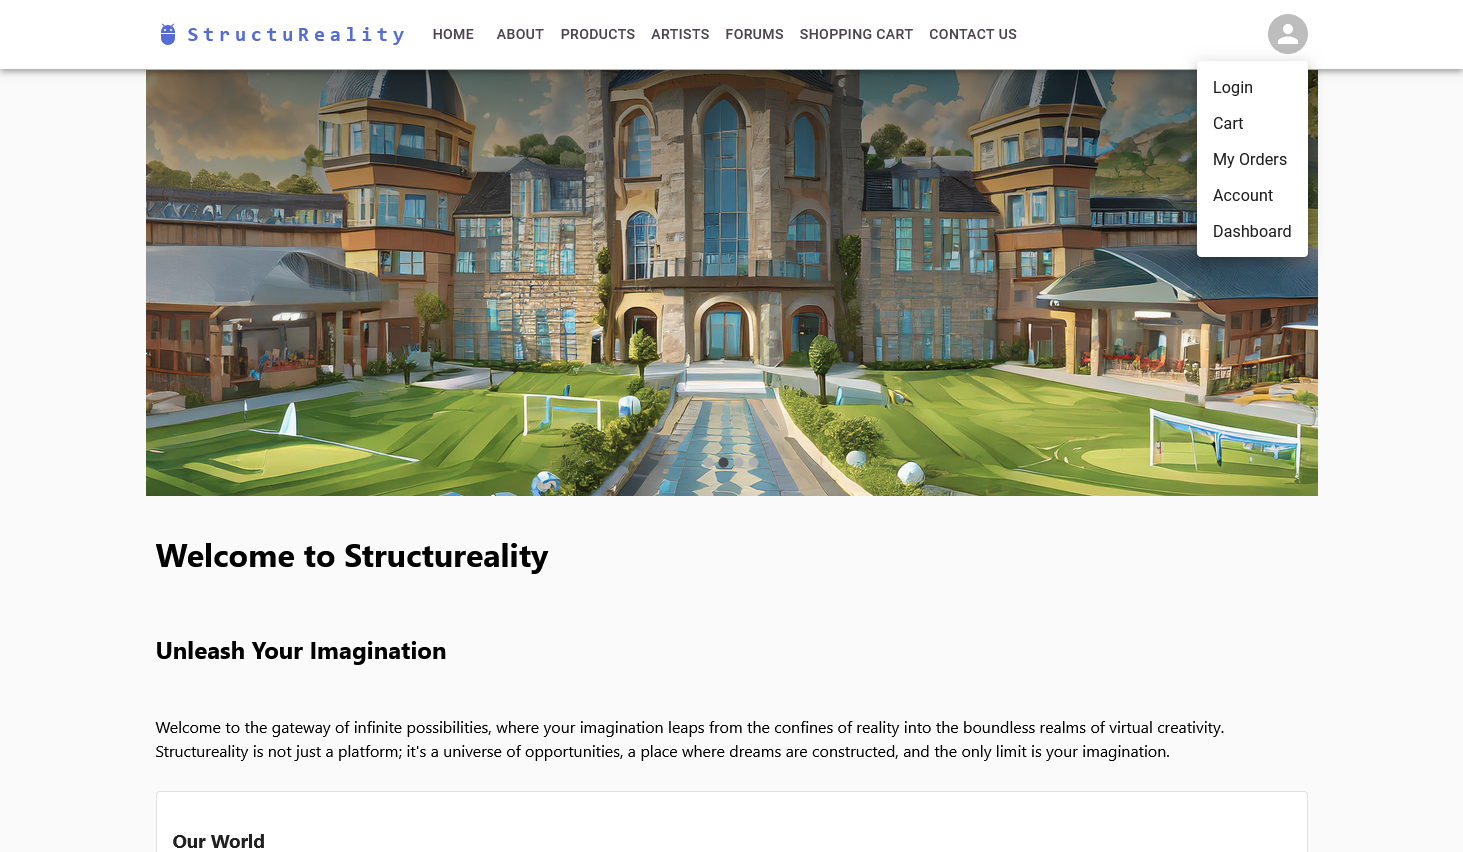 StructuReality HOME ABOUT PRODUCTS ARTISTS FORUMS SHOPPING CART CONTACT US
Login
Cart
My Orders
Account
Dashboard
Welcome to Structureality
Unleash Your Imagination
Welcome to the gateway of infinite possibilities, where your imagination leaps from the confines of reality into the boundless realms of virtual creativity.
Structureality is not just a platform; it's a universe of opportunities, a place where dreams are constructed, and the only limit is your imagination.
Our World